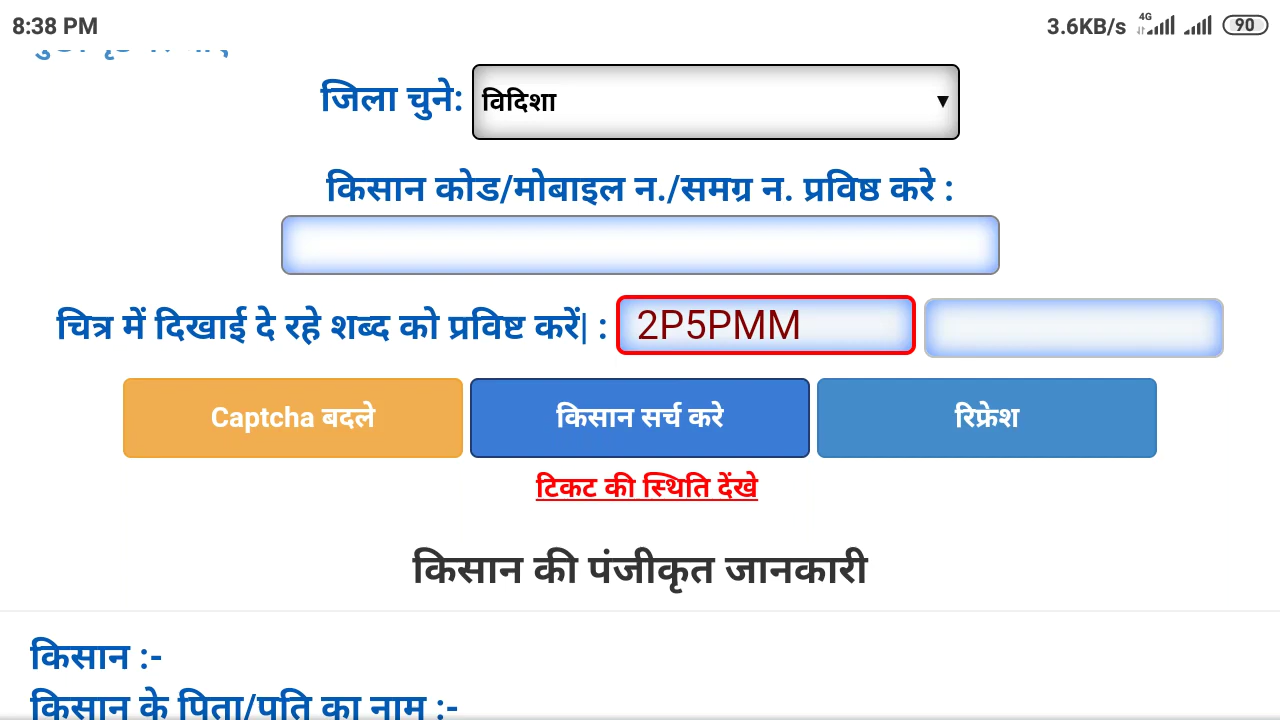 8:38 PM 3.6KB/s 4G 90
जिला चुने: विदिशा
किसान कोड/मोबाइल न./समग्र न. प्रविष्ठ करे :
चित्र में दिखाई दे रहे शब्द को प्रविष्ट करें| : 2P5PMM
Captcha बदले किसान सर्च करे रिफ्रेश
टिकट की स्थिति देंखे
किसान की पंजीकृत जानकारी
किसान :-
किसान के पिता/पति का नाम :-